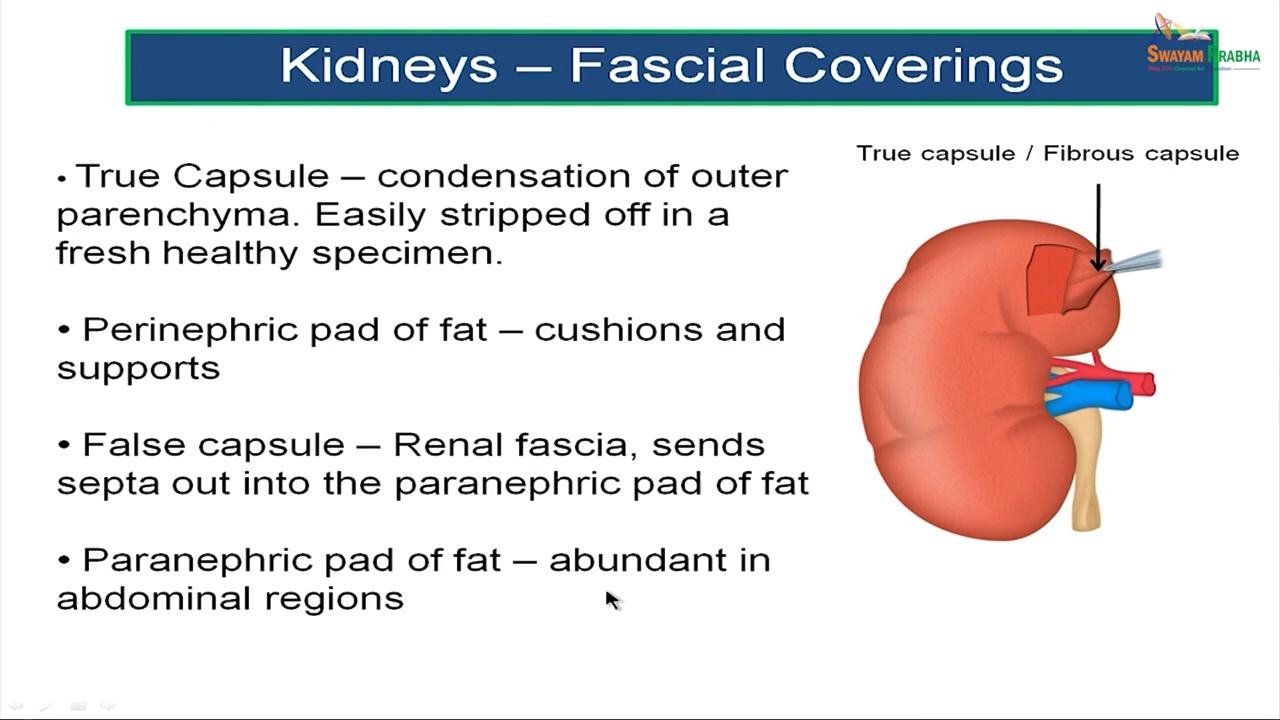 Kidneys – Fascial Coverings
SWAYAM PRABHA
True capsule / Fibrous capsule
• True Capsule – condensation of outer
parenchyma. Easily stripped off in a
fresh healthy specimen.
• Perinephric pad of fat – cushions and
supports
• False capsule – Renal fascia, sends
septa out into the paranephric pad of fat
• Paranephric pad of fat – abundant in
abdominal regions